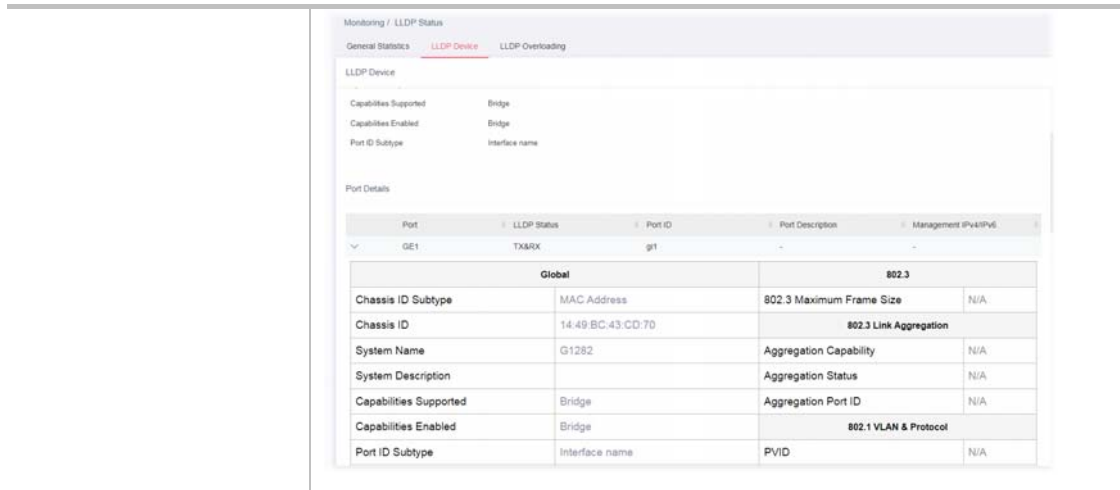 Monitoring / LLDP Status
General Statistics LLDP Device LLDP Overloading
LLDP Device
Capabilities Supported Bridge
Capabilities Enabled Bridge
Port ID Subtype Interface name
Port Details
Port LLDP Status Port ID Port Description Management IPv4/IPv6
GE1 TX&RX gr1 - -
Global 802.3
Chassis ID Subtype MAC Address 802.3 Maximum Frame Size N/A
Chassis ID 14:49:BC:43:CD:70 802.3 Link Aggregation
System Name G1282 Aggregation Capability N/A
System Description Aggregation Status N/A
Capabilities Supported Bridge Aggregation Port ID N/A
Capabilities Enabled Bridge 802.1 VLAN & Protocol
Port ID Subtype Interface name PVID N/A